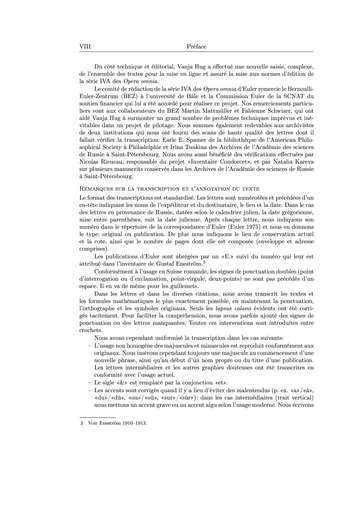 VIII Préface
Du côté technique et éditorial, Vanja Hug a effectué une nouvelle saisie, complexe,
de l'ensemble des textes pour la mise en ligne et assuré la mise aux normes d'édition de
la série IVA des Opera omnia.
Le comité de rédaction de la série IVA des Opera omnia d'Euler remercie le Bernoulli-
Euler-Zentrum (BEZ) à l'université de Bâle et la Commission Euler de la SCNAT du
soutien financier qui lui a été accordé pour réaliser ce projet. Nos remerciements particu-
liers vont aux collaborateurs du BEZ Martin Mattmüller et Fabienne Schwizer, qui ont
aidé Vanja Hug à surmonter un grand nombre de problèmes techniques imprévus et iné-
vitables dans un projet de pilotage. Nous sommes également redevables aux archivistes
de deux institutions qui nous ont fourni des scans de haute qualité des lettres dont il
fallait vérifier la transcription: Earle E. Spamer de la bibliothèque de l'American Philo-
sophical Society à Philadelphie et Irina Tunkina des Archives de l'Académie des sciences
de Russie à Saint-Pétersbourg. Nous avons aussi bénéficié des vérifications effectuées par
Nicolas Rieucau, responsable du projet «Inventaire Condorcet», et par Natalia Kareva
sur plusieurs manuscrits conservés dans les Archives de l'Académie des sciences de Russie
à Saint-Pétersbourg.
Remarques sur la transcription et l'annotation du texte
Le format des transcriptions est standardisé. Les lettres sont numérotées et précédées d'un
en-tête indiquant les noms de l'expéditeur et du destinataire, le lieu et la date. Dans le cas
des lettres en provenance de Russie, datées selon le calendrier julien, la date grégorienne,
mise entre parenthèses, suit la date julienne. Après chaque lettre, nous indiquons son
numéro dans le répertoire de la correspondance d'Euler (Euler 1975) et nous en donnons
le type: original ou publication. De plus nous indiquons le lieu de conservation actuel
et la cote, ainsi que le nombre de pages dont elle est composée (enveloppe et adresse
comprises).
Les publications d'Euler sont abrégées par un «E.» suivi du numéro qui leur est
attribué dans l'inventaire de Gustaf Eneström.3
Conformément à l'usage en Suisse romande, les signes de ponctuation doubles (point
d'interrogation ou d'exclamation, point-virgule, deux-points) ne sont pas précédés d'un
espace. Il en va de même pour les guillemets.
Dans les lettres et dans les diverses citations, nous avons transcrit les textes et
les formules mathématiques le plus exactement possible, en maintenant la ponctuation,
l'orthographe et les symboles originaux. Seuls les lapsus calami évidents ont été corri-
gés tacitement. Pour faciliter la compréhension, nous avons parfois ajouté des signes de
ponctuation ou des lettres manquantes. Toutes ces interventions sont introduites entre
crochets.
Nous avons cependant uniformisé la transcription dans les cas suivants:
– L'usage non homogène des majuscules et minuscules est reproduit conformément aux
originaux. Nous insérons cependant toujours une majuscule au commencement d'une
nouvelle phrase, ainsi qu'au début d'un nom propre ou du titre d'une publication.
Les lettres intermédiaires et les autres graphies douteuses ont été transcrites en
conformité avec l'usage actuel.
– Le sigle «&» est remplacé par la conjonction «et».
– Les accents sont corrigés quand il y a lieu d'éviter des malentendus (p. ex. «a»/«à»,
«du»/«dû», «ou»/«où», «sur»/«sûr»); dans les cas intermédiaires (trait vertical)
nous mettons un accent grave ou un accent aigu selon l'usage moderne. Nous écrivons
3 Voir Eneström 1910–1913.